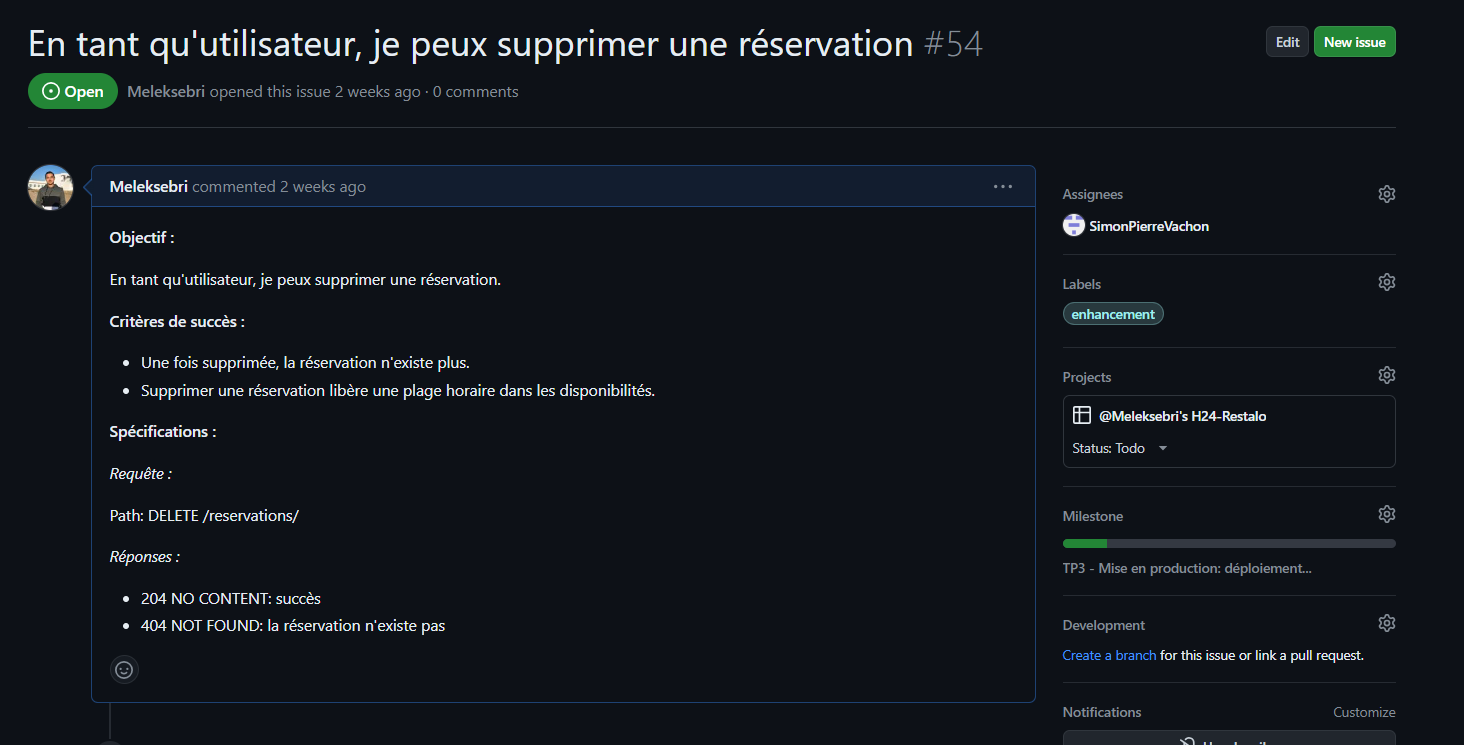 En tant qu'utilisateur, je peux supprimer une réservation #54
Edit
New issue
Open
Meleksebri opened this issue 2 weeks ago · 0 comments
Meleksebri commented 2 weeks ago
Objectif :
En tant qu'utilisateur, je peux supprimer une réservation.
Critères de succès :
Une fois supprimée, la réservation n'existe plus.
Supprimer une réservation libère une plage horaire dans les disponibilités.
Spécifications :
Requête :
Path: DELETE /reservations/
Réponses :
204 NO CONTENT: succès
404 NOT FOUND: la réservation n'existe pas
Assignees
SimonPierreVachon
Labels
enhancement
Projects
@Meleksebri's H24-Restalo
Status: Todo
Milestone
TP3 - Mise en production: déploiement...
Development
Create a branch for this issue or link a pull request.
Notifications
Customize